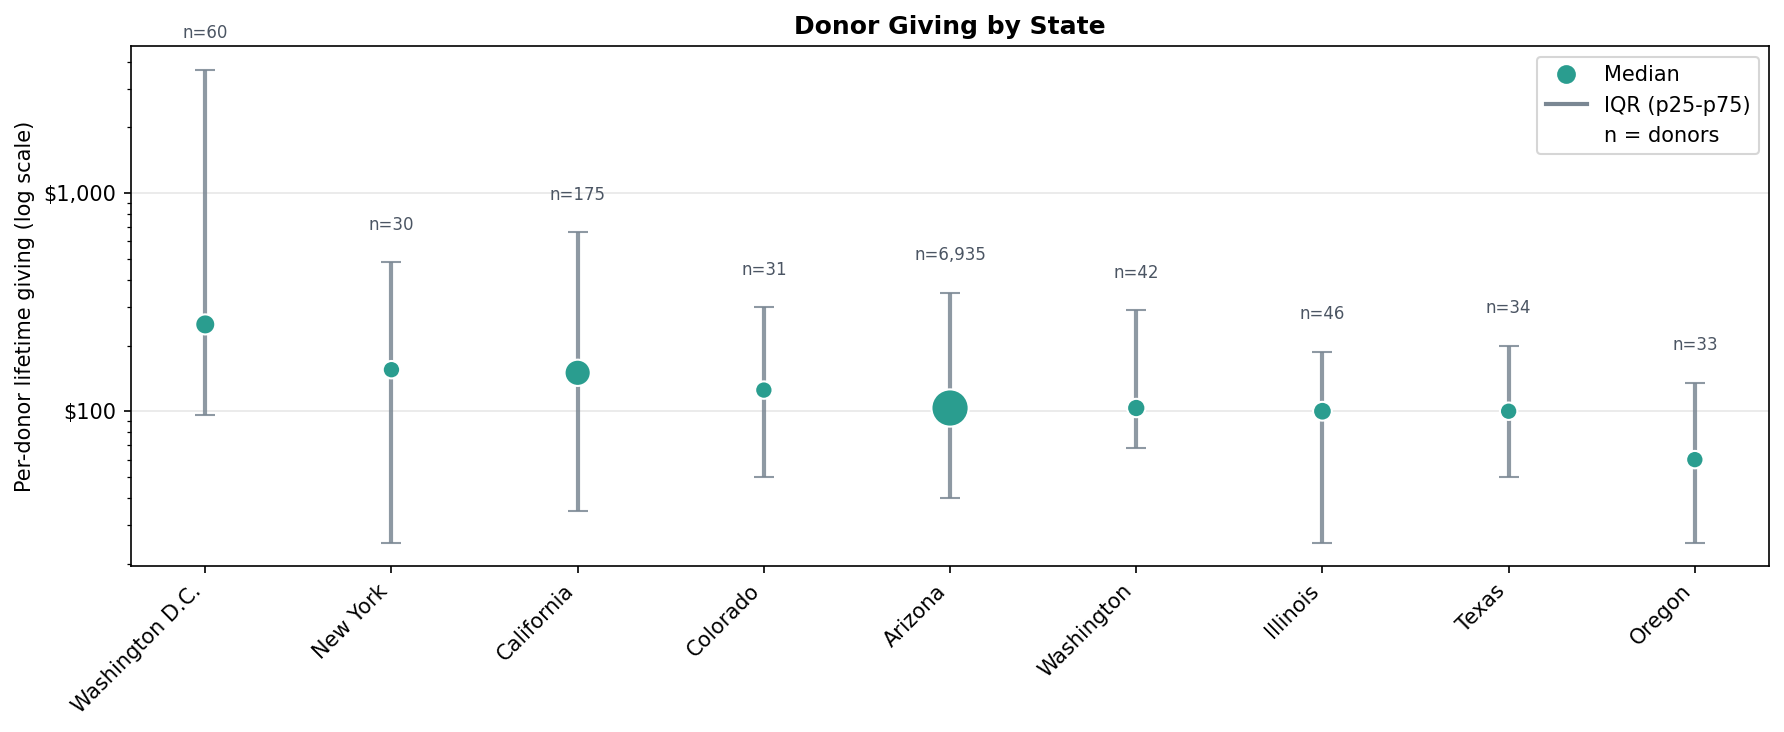 Donor Giving by State
n=60
Median
IQR (p25-p75)
n = donors
Per-donor lifetime giving (log scale)
$1,000
$100
n=30
n=175
n=31
n=6,935
n=42
n=46
n=34
n=33
Washington D.C.
New York
California
Colorado
Arizona
Washington
Illinois
Texas
Oregon